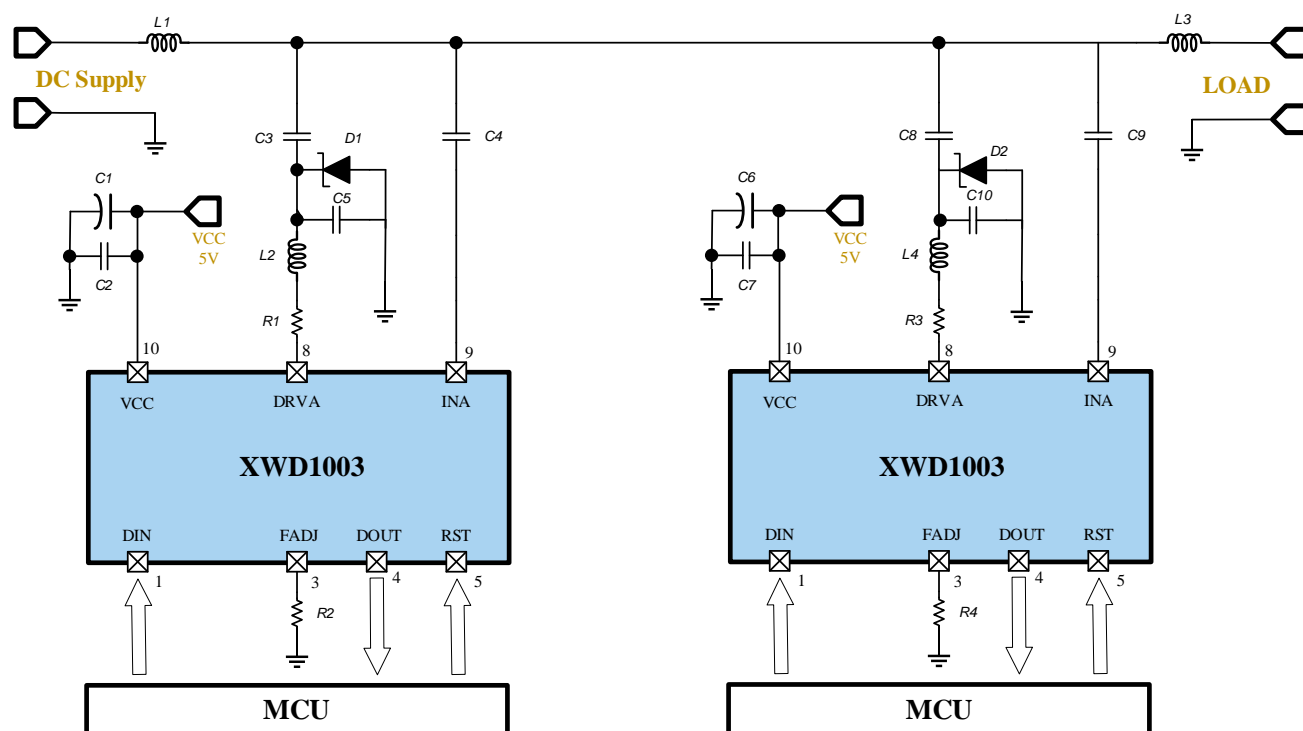 L1
L3
DC Supply
LOAD
C3
D1
C4
C8
D2
C9
C1
C5
C6
C10
VCC
5V
VCC
5V
C2
L2
C7
L4
R1
R3
10
8
9
10
8
9
VCC
DRVA
INA
VCC
DRVA
INA
XWD1003
XWD1003
DIN
FADJ
DOUT
RST
DIN
FADJ
DOUT
RST
1
3
4
5
1
3
4
5
R2
R4
MCU
MCU